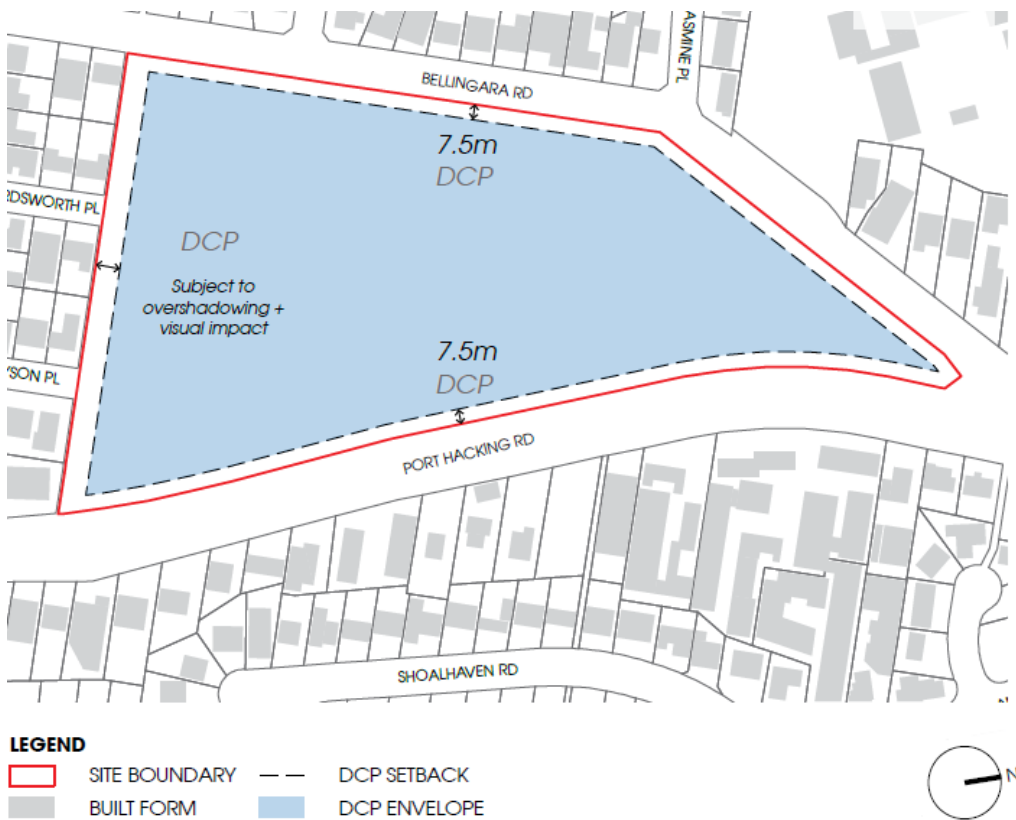 ASMINE PL
BELLINGARA RD
7.5m
DCP
RDSWORTH PL
DCP
Subject to
overshadowing +
visual impact
7.5m
DCP
YSON PL
PORT HACKING RD
SHOALHAVEN RD
LEGEND
SITE BOUNDARY
DCP SETBACK
BUILT FORM
DCP ENVELOPE
N